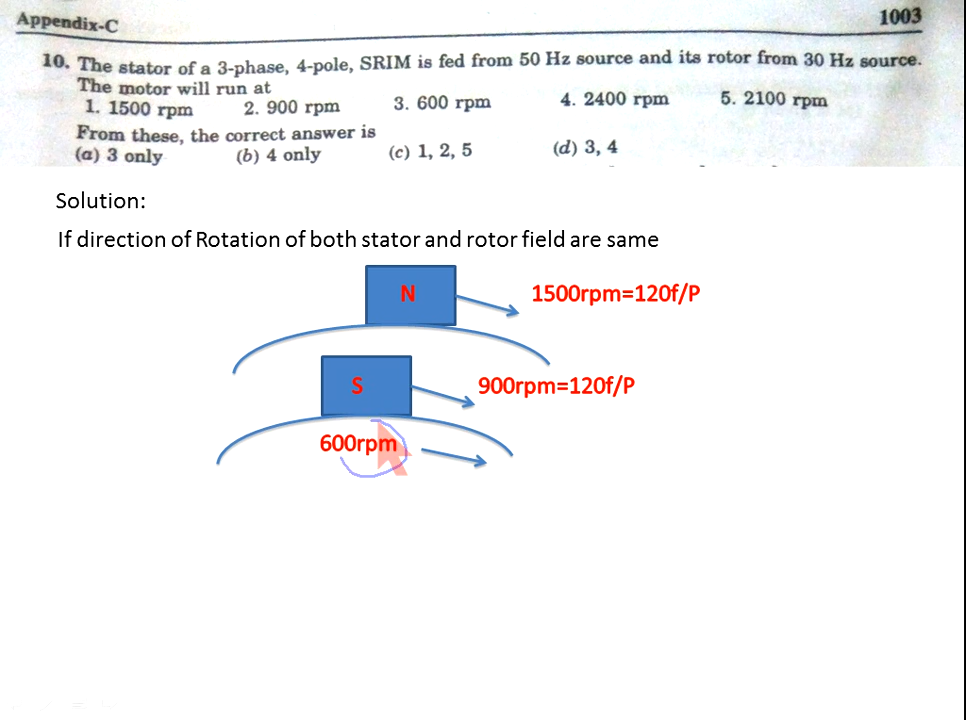 Appendix-C 1003
10. The stator of a 3-phase, 4-pole, SRIM is fed from 50 Hz source and its rotor from 30 Hz source.
The motor will run at
1. 1500 rpm 2. 900 rpm 3. 600 rpm 4. 2400 rpm 5. 2100 rpm
From these, the correct answer is
(a) 3 only (b) 4 only (c) 1, 2, 5 (d) 3, 4
Solution:
If direction of Rotation of both stator and rotor field are same
N 1500rpm=120f/P
S 900rpm=120f/P
600rpm